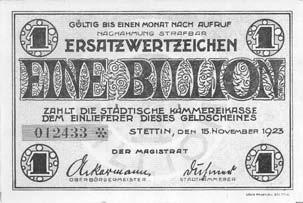 GÜLTIG BIS EINEN MONAT NACH AUFRUF
NACHAHMUNG STRAFBAR
1 ERSATZWERTZEICHEN 1
EINE BILLION
ZAHLT DIE STÄDTISCHE KÄMMEREIKASSE
DEM EINLIEFERER DIESES GELDSCHEINES
012433 *
STETTIN, DEN 15. NOVEMBER 1923
DER MAGISTRAT
1 Ackermann 1
OBERBÜRGERMEISTER STADTKÄMMERER